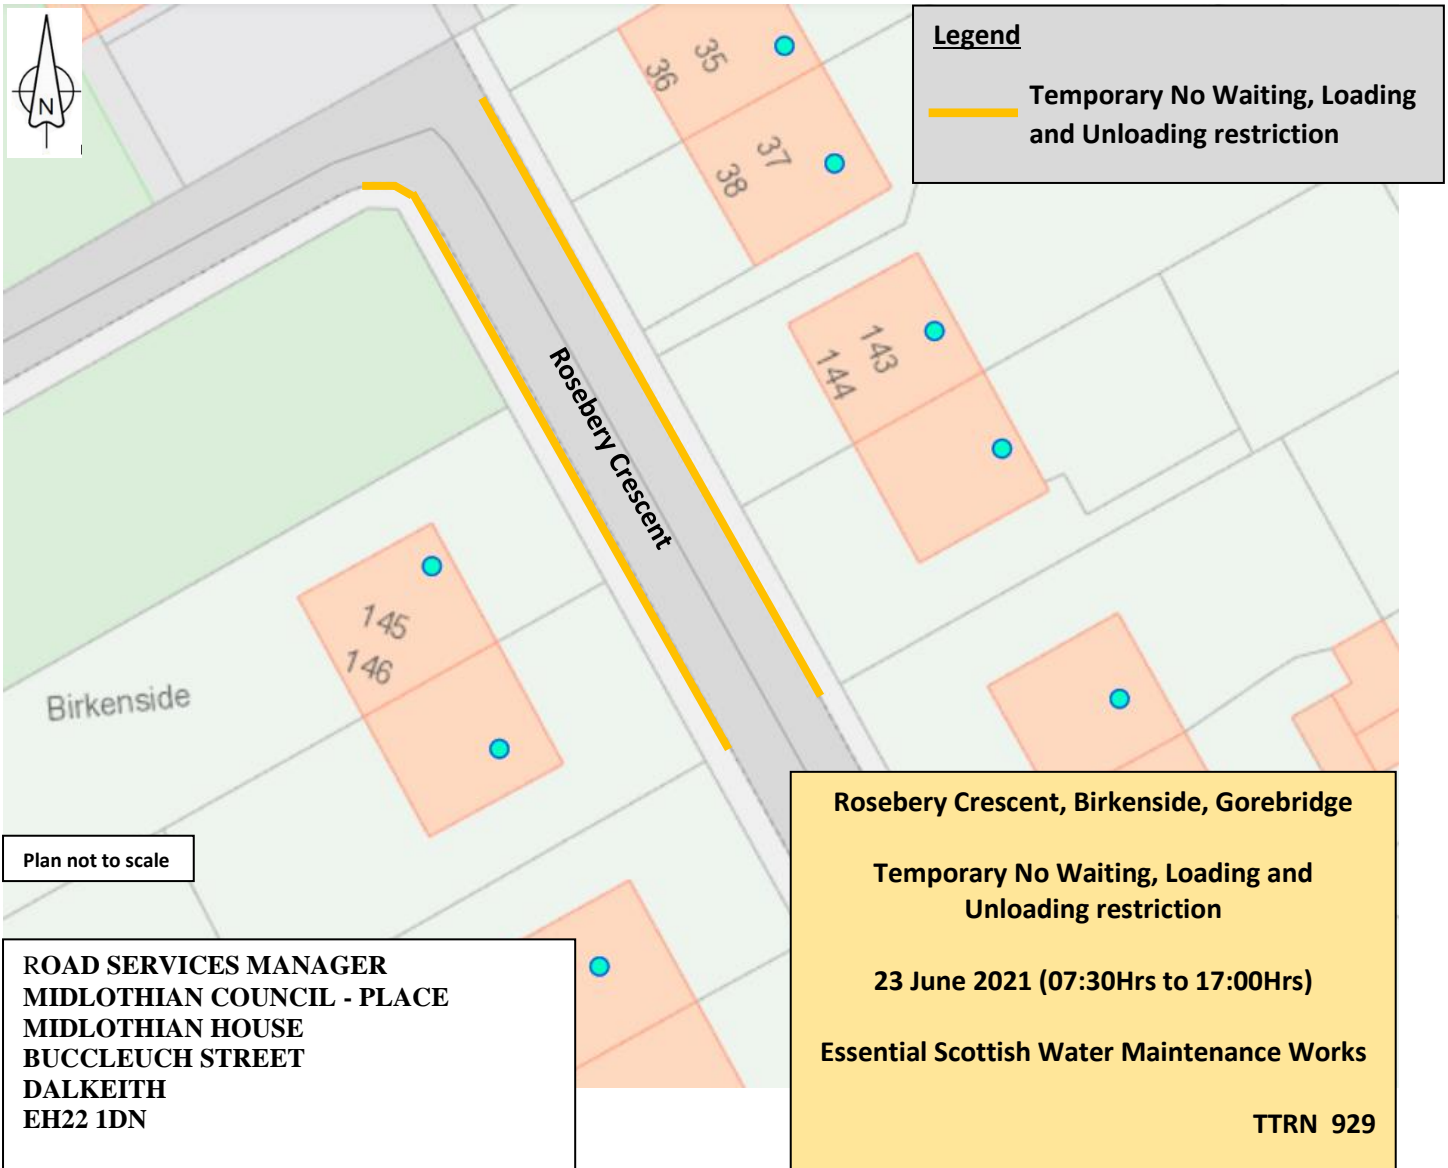 N
Legend
Temporary No Waiting, Loading
and Unloading restriction
35
36
37
38
143
144
Rosebery Crescent
145
146
Birkenside
Plan not to scale
ROAD SERVICES MANAGER
MIDLOTHIAN COUNCIL - PLACE
MIDLOTHIAN HOUSE
BUCCLEUCH STREET
DALKEITH
EH22 1DN
Rosebery Crescent, Birkenside, Gorebridge
Temporary No Waiting, Loading and
Unloading restriction
23 June 2021 (07:30Hrs to 17:00Hrs)
Essential Scottish Water Maintenance Works
TTRN 929